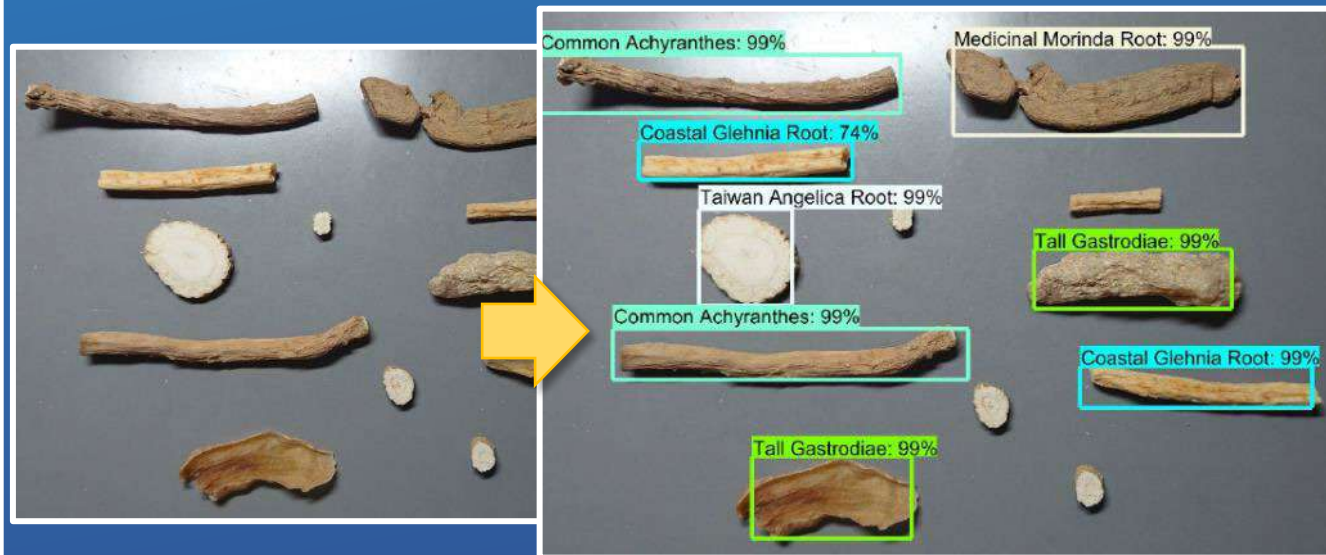 Common Achyranthes: 99%
Medicinal Morinda Root: 99%
Coastal Glehnia Root: 74%
Taiwan Angelica Root: 99%
Tall Gastrodiae: 99%
Common Achyranthes: 99%
Coastal Glehnia Root: 99%
Tall Gastrodiae: 99%